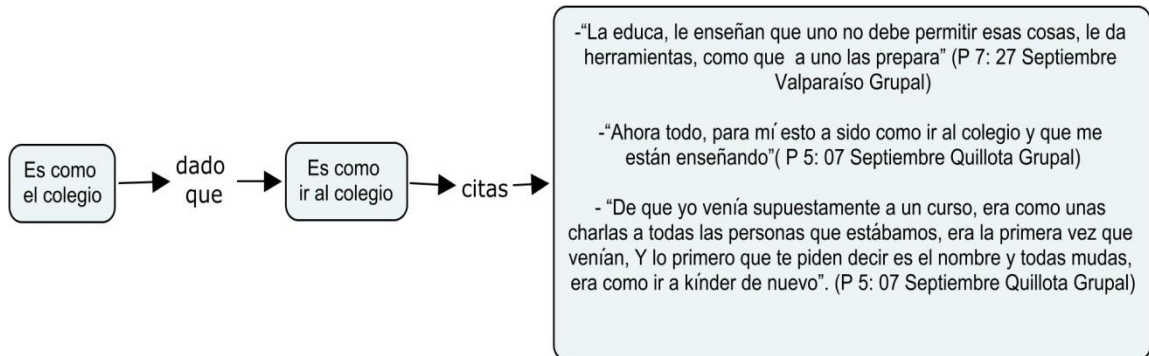 Es como
el colegio
dado
que
Es como
ir al colegio
citas
-“La educa, le enseñan que uno no debe permitir esas cosas, le da
herramientas, como que a uno las prepara” (P 7: 27 Septiembre
Valparaíso Grupal)
-“Ahora todo, para mí esto a sido como ir al colegio y que me
están enseñando”( P 5: 07 Septiembre Quillota Grupal)
- “De que yo venía supuestamente a un curso, era como unas
charlas a todas las personas que estábamos, era la primera vez que
venían, Y lo primero que te piden decir es el nombre y todas mudas,
era como ir a kínder de nuevo”. (P 5: 07 Septiembre Quillota Grupal)